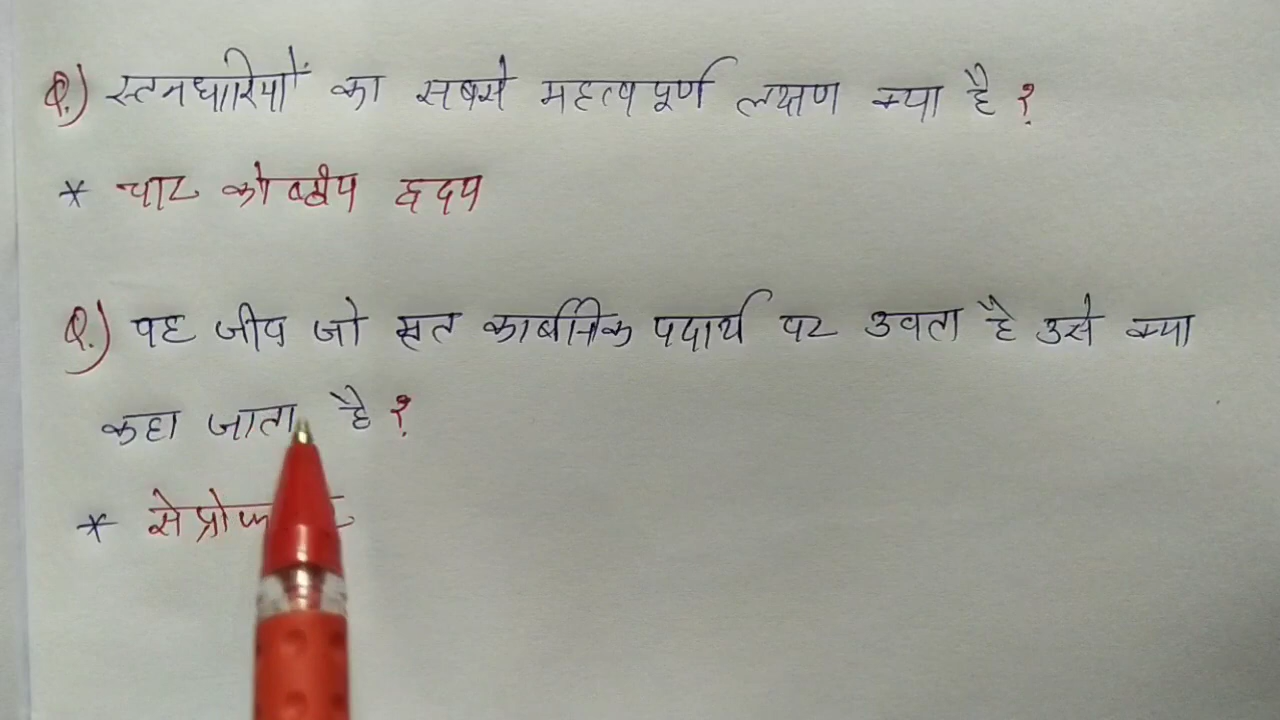 Q.) स्तनधारियों का सबसे महत्वपूर्ण लक्षण क्या है ?
* चार कोष्ठीय हृदय
Q.) वह जीव जो मृत कार्बनिक पदार्थ पर उगता है उसे क्या
कहा जाता है ?
*